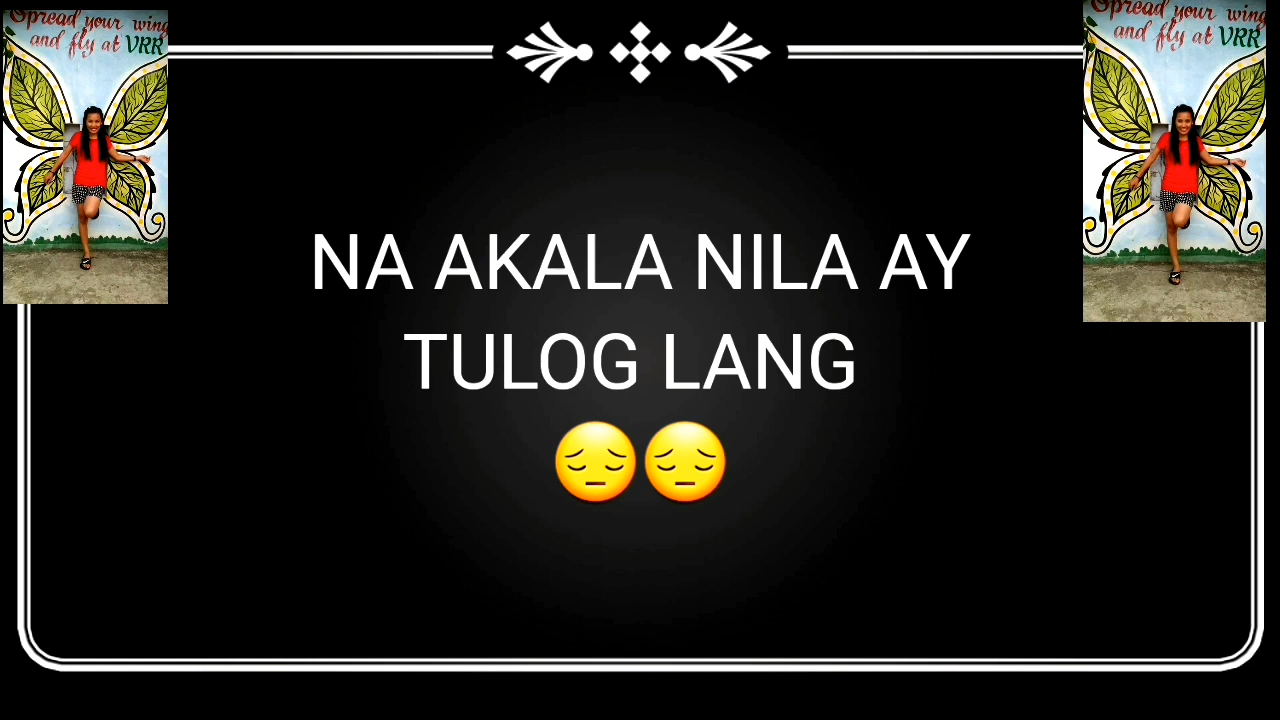 Spread your wing
and fly at VRR
Spread your wing
and fly at VRR
NA AKALA NILA AY
TULOG LANG
😔😔